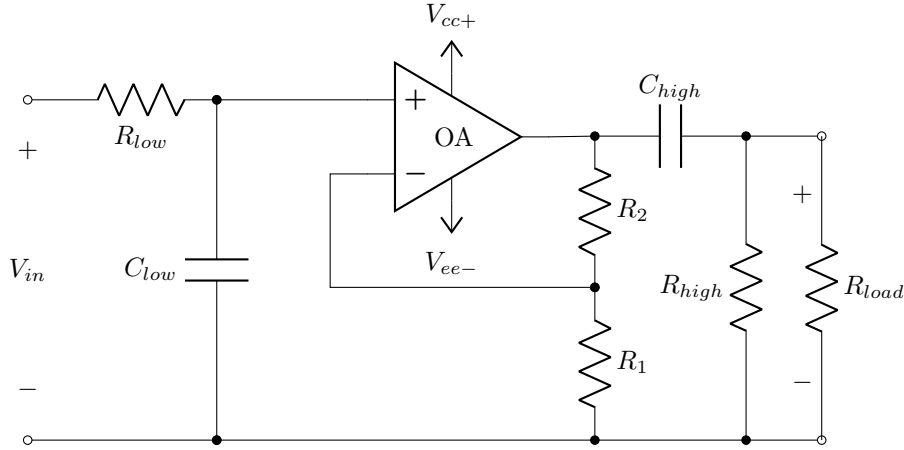 V_{cc+}
C_{high}
+
OA
−
R_{low}
+
R_2
+
V_{ee−}
V_{in}
C_{low}
R_{high}
R_{load}
R_1
−
−